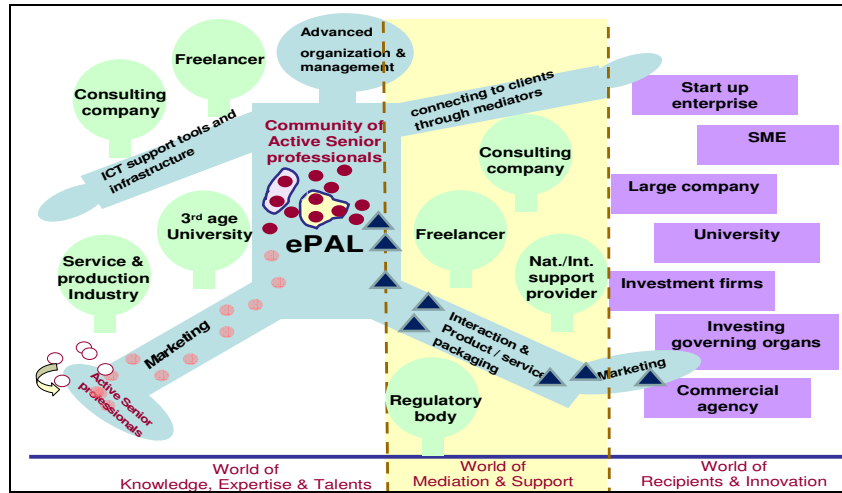 Advanced
organization &
management
Freelancer
Consulting
company
ICT support tools and
infrastructure
Community of
Active Senior
professionals
ePAL
3rd age
University
Service &
production
Industry
Marketing
Active Senior
professionals
connecting to clients
through mediators
Consulting
company
Freelancer
Nat./Int.
support
provider
Interaction &
Product / service
packaging
Marketing
Regulatory
body
Start up
enterprise
SME
Large company
University
Investment firms
Investing
governing organs
Commercial
agency
World of
Knowledge, Expertise & Talents
World of
Mediation & Support
World of
Recipients & Innovation